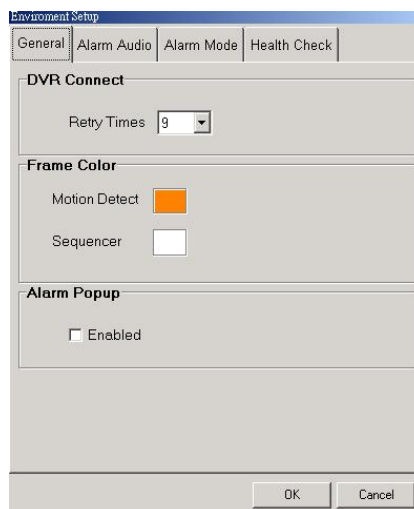 Enviroment Setup
General Alarm Audio Alarm Mode Health Check
DVR Connect
Retry Times 9
Frame Color
Motion Detect
Sequencer
Alarm Popup
Enabled
OK Cancel